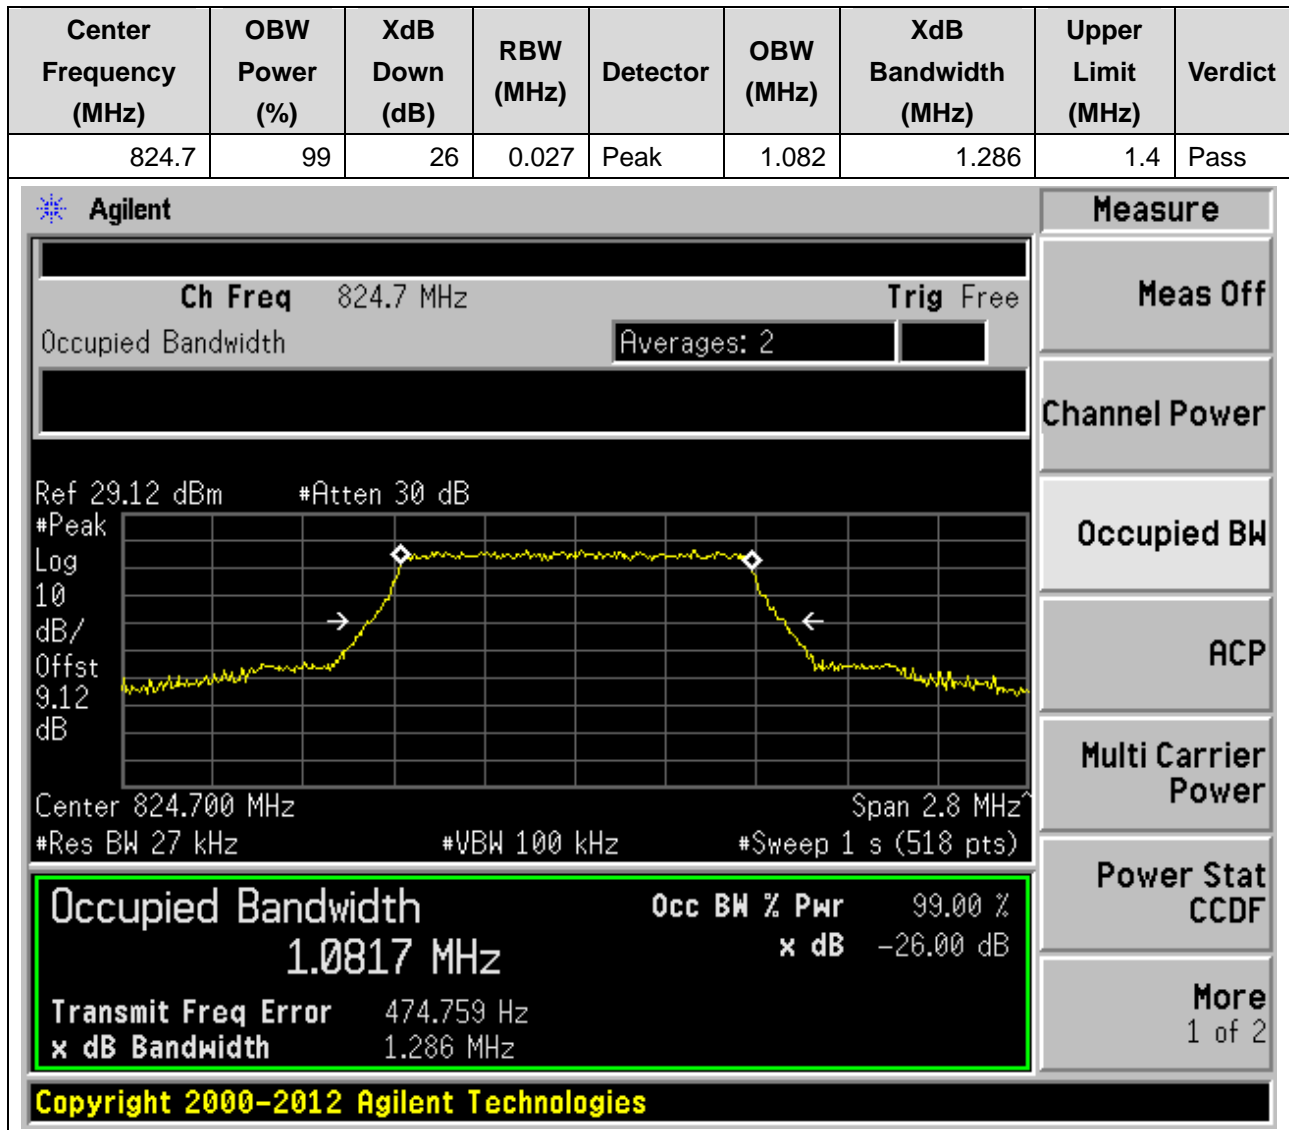 Center Frequency (MHz) OBW Power (%) XdB Down (dB) RBW (MHz) Detector OBW (MHz) XdB Bandwidth (MHz) Upper Limit (MHz) Verdict
824.7 99 26 0.027 Peak 1.082 1.286 1.4 Pass
Agilent
Measure
Ch Freq 824.7 MHz Trig Free
Occupied Bandwidth Averages: 2
Meas Off
Channel Power
Occupied BW
ACP
Multi Carrier
Power
Power Stat
CCDF
More
1 of 2
Ref 29.12 dBm #Atten 30 dB
#Peak
Log
10
dB/
Offst
9.12
dB
Center 824.700 MHz Span 2.8 MHz^
#Res BW 27 kHz #VBW 100 kHz #Sweep 1 s (518 pts)
Occupied Bandwidth Occ BW % Pwr 99.00 %
1.0817 MHz x dB -26.00 dB
Transmit Freq Error 474.759 Hz
x dB Bandwidth 1.286 MHz
Copyright 2000-2012 Agilent Technologies